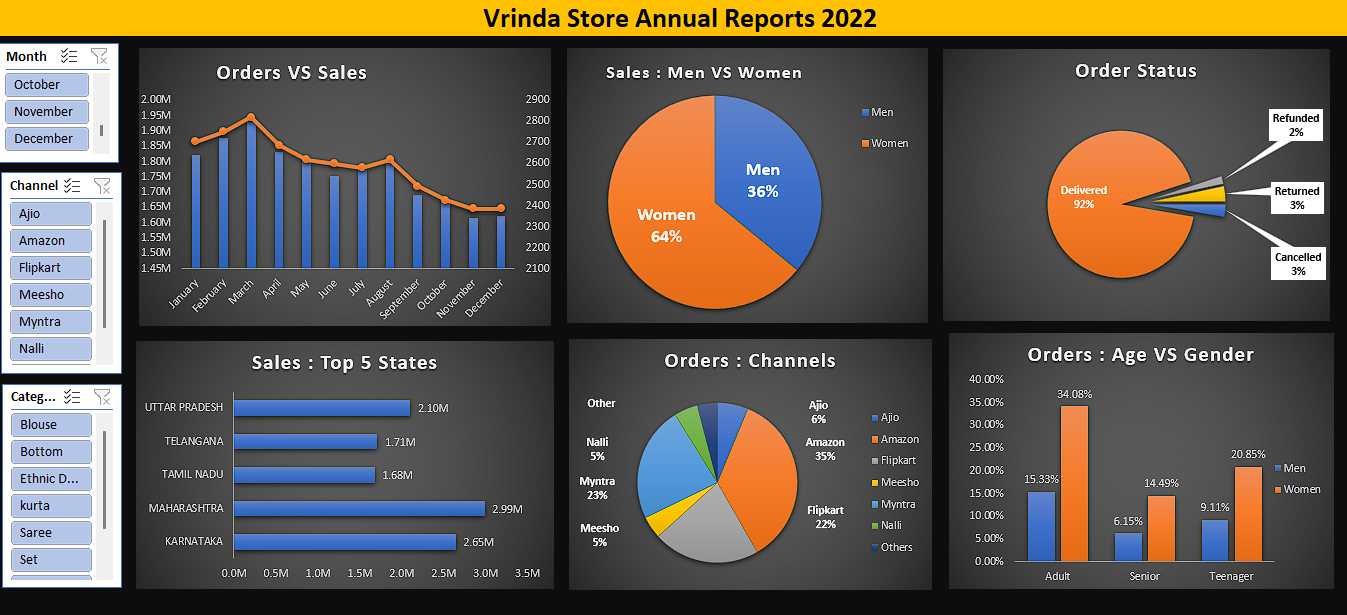 Vrinda Store Annual Reports 2022
Month
October
November
December
Channel
Ajio
Amazon
Flipkart
Meesho
Myntra
Nalli
Categ...
Blouse
Bottom
Ethnic D...
kurta
Saree
Set
Orders VS Sales
2.00M
1.95M
1.90M
1.85M
1.80M
1.75M
1.70M
1.65M
1.60M
1.55M
1.50M
1.45M
2900
2800
2700
2600
2500
2400
2300
2200
2100
January
February
March
April
May
June
July
August
September
October
November
December
Sales : Men VS Women
Men
36%
Women
64%
Men
Women
Order Status
Refunded
2%
Delivered
92%
Returned
3%
Cancelled
3%
Sales : Top 5 States
UTTAR PRADESH 2.10M
TELANGANA 1.71M
TAMIL NADU 1.68M
MAHARASHTRA 2.99M
KARNATAKA 2.65M
0.0M 0.5M 1.0M 1.5M 2.0M 2.5M 3.0M 3.5M
Orders : Channels
Other
Ajio
6%
Nalli
5%
Amazon
35%
Myntra
23%
Flipkart
22%
Meesho
5%
Ajio
Amazon
Flipkart
Meesho
Myntra
Nalli
Others
Orders : Age VS Gender
40.00%
35.00%
30.00%
25.00%
20.00%
15.00%
10.00%
5.00%
0.00%
15.33%
34.08%
6.15%
14.49%
9.11%
20.85%
Adult Senior Teenager
Men
Women